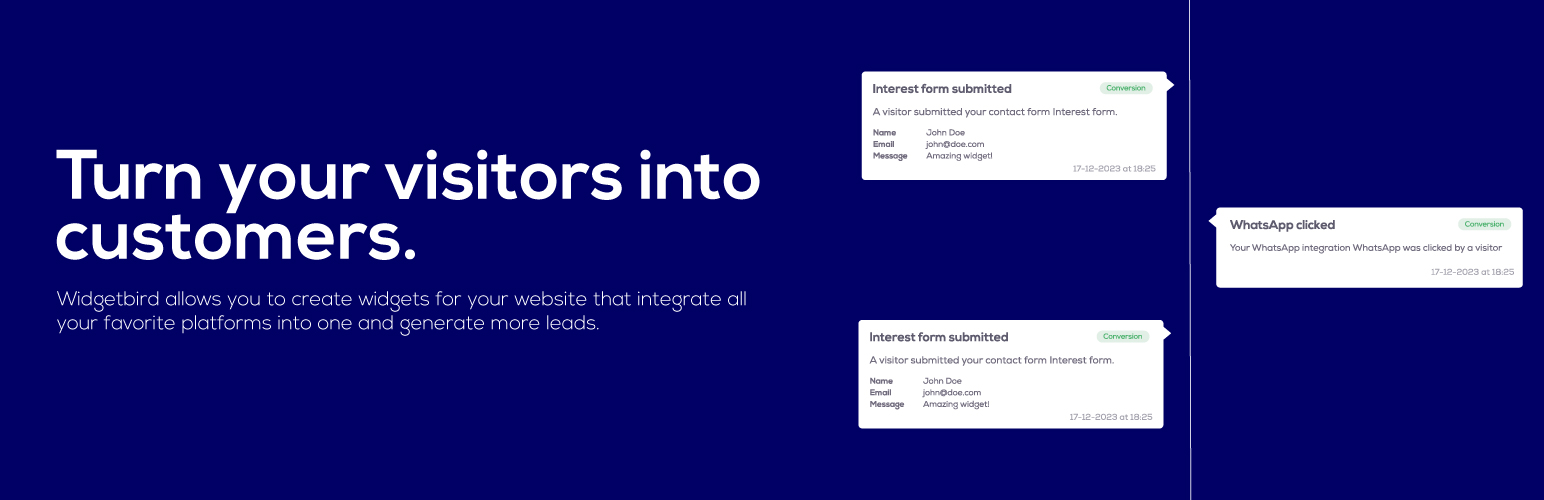 Turn your visitors into
customers.
Widgetbird allows you to create widgets for your website that integrate all
your favorite platforms into one and generate more leads.
Interest form submitted Conversion
A visitor submitted your contact form Interest form.
Name John Doe
Email john@doe.com
Message Amazing widget!
17-12-2023 at 18:25
WhatsApp clicked Conversion
Your WhatsApp integration WhatsApp was clicked by a visitor
17-12-2023 at 18:25
Interest form submitted Conversion
A visitor submitted your contact form Interest form.
Name John Doe
Email john@doe.com
Message Amazing widget!
17-12-2023 at 18:25